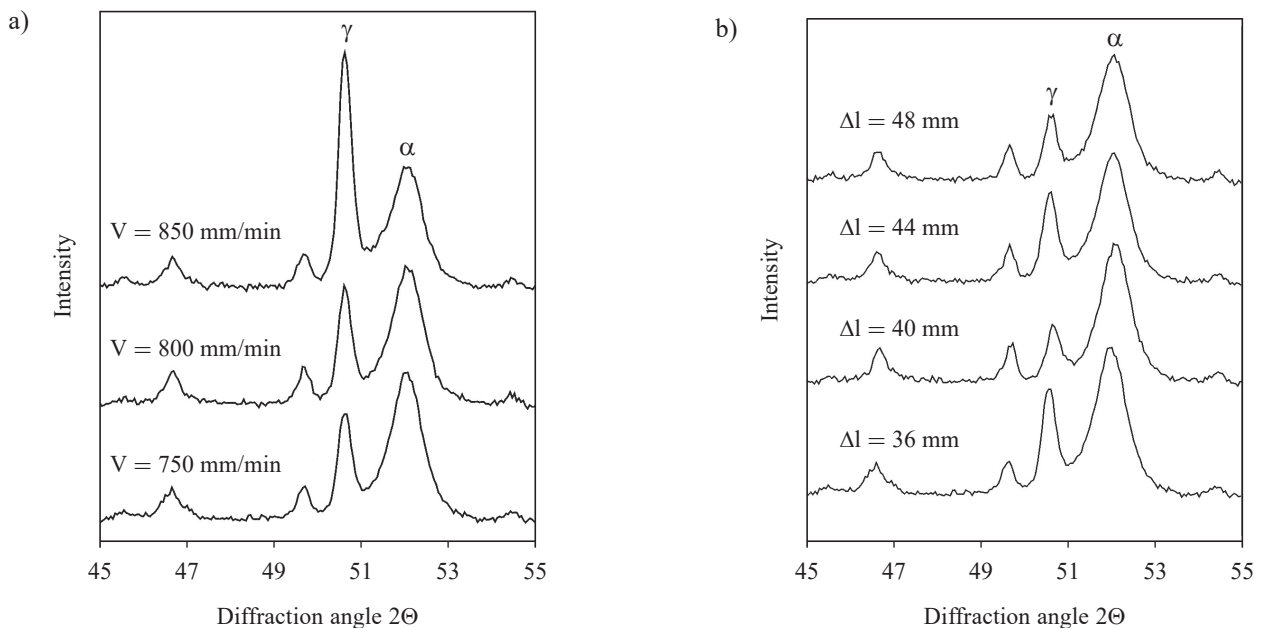 a)
γ
α
V = 850 mm/min
V = 800 mm/min
V = 750 mm/min
Intensity
45 47 49 51 53 55
Diffraction angle 2Θ
b)
α
γ
Δl = 48 mm
Δl = 44 mm
Δl = 40 mm
Δl = 36 mm
Intensity
45 47 49 51 53 55
Diffraction angle 2Θ